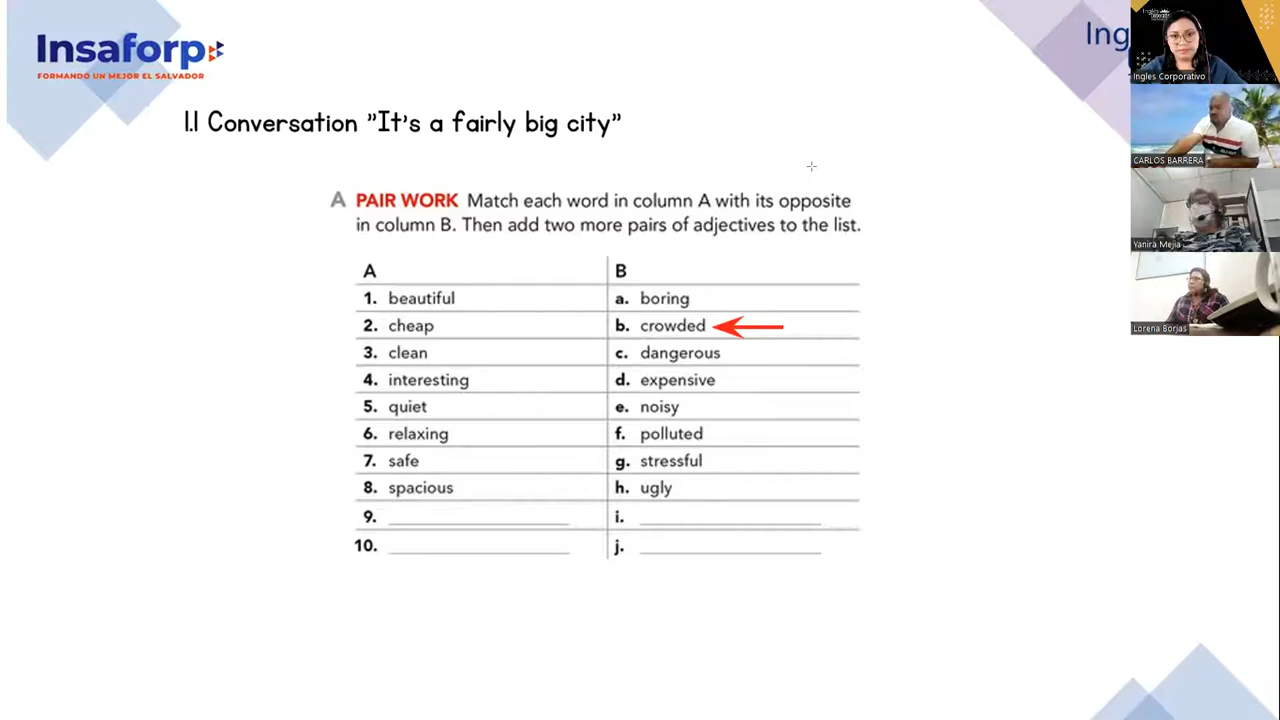 Insaforp
FORMANDO UN MEJOR EL SALVADOR
Ing
1.1 Conversation "It's a fairly big city"
A PAIR WORK Match each word in column A with its opposite
in column B. Then add two more pairs of adjectives to the list.
A B
1. beautiful a. boring
2. cheap b. crowded
3. clean c. dangerous
4. interesting d. expensive
5. quiet e. noisy
6. relaxing f. polluted
7. safe g. stressful
8. spacious h. ugly
9. i.
10. j.
Ingles Corporativo
CARLOS BARRERA
Yanira Mejia
Lorena Borjas